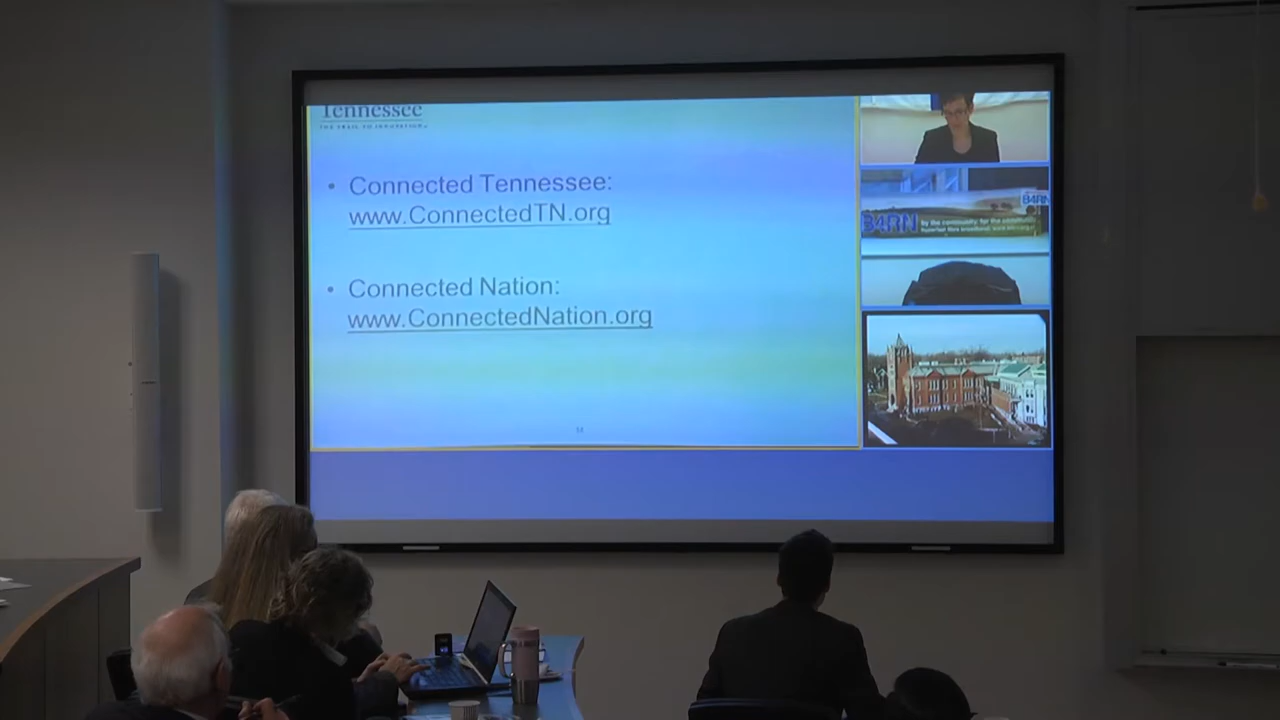 Tennessee
• Connected Tennessee:
www.ConnectedTN.org
• Connected Nation:
www.ConnectedNation.org
B4RN
B4RN